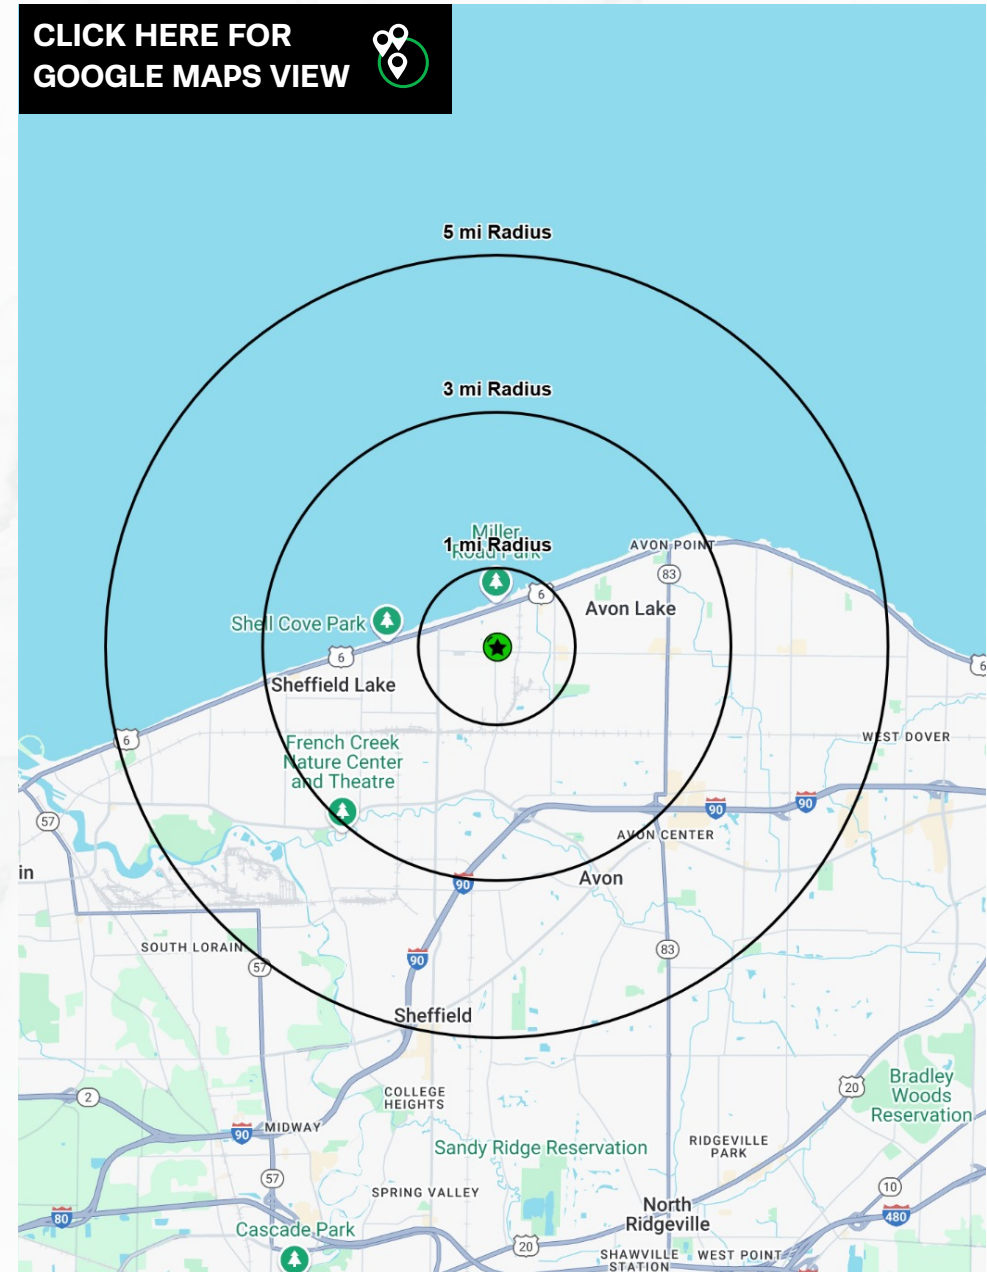 CLICK HERE FOR
GOOGLE MAPS VIEW
5 mi Radius
3 mi Radius
Miller
Road Park
1 mi Radius
AVON POINT
83
6
Avon Lake
Shell Cove Park
6
6
Sheffield Lake
French Creek
Nature Center
and Theatre
6
WEST DOVER
90
90
57
AVON CENTER
in
Avon
90
SOUTH LORAIN
83
90
57
Sheffield
20
Bradley
Woods
Reservation
COLLEGE
HEIGHTS
2
MIDWAY
90
Sandy Ridge Reservation
RIDGEVILLE
PARK
57
SPRING VALLEY
10
North
Ridgeville
80
480
Cascade Park
20
SHAWVILLE
STATION
WEST POINT